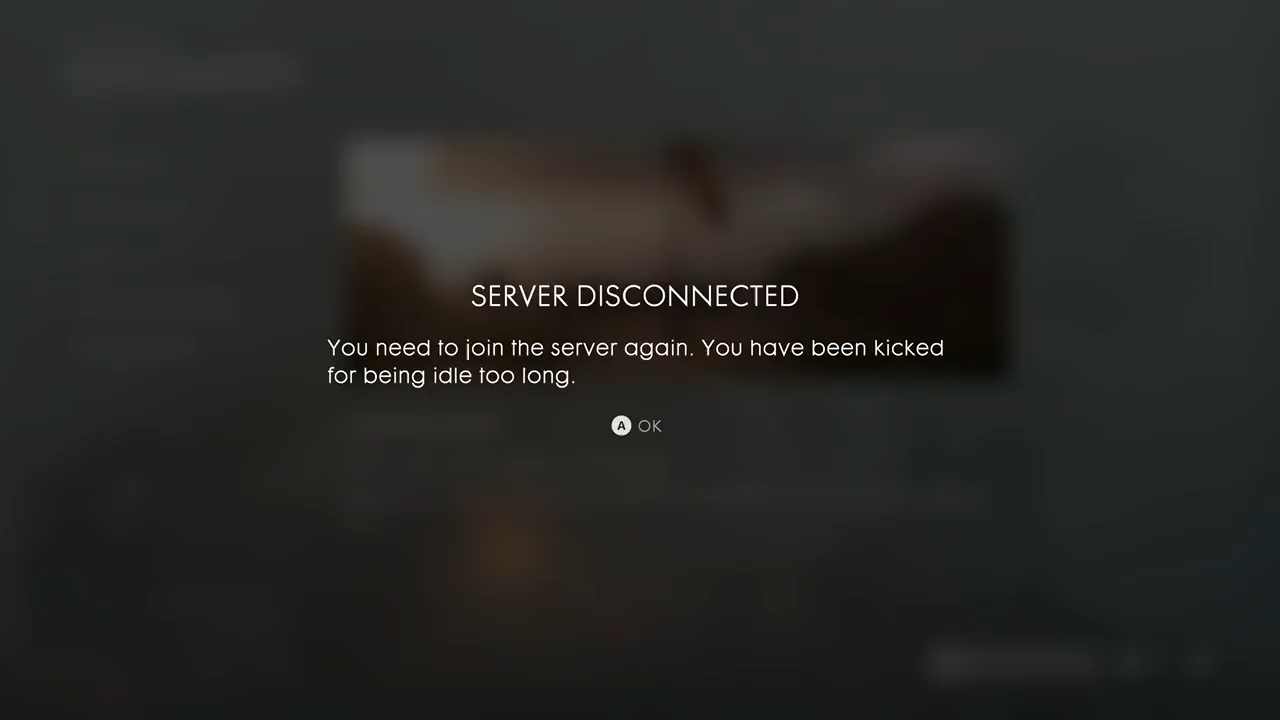 SERVER DISCONNECTED
You need to join the server again. You have been kicked
for being idle too long.
A OK